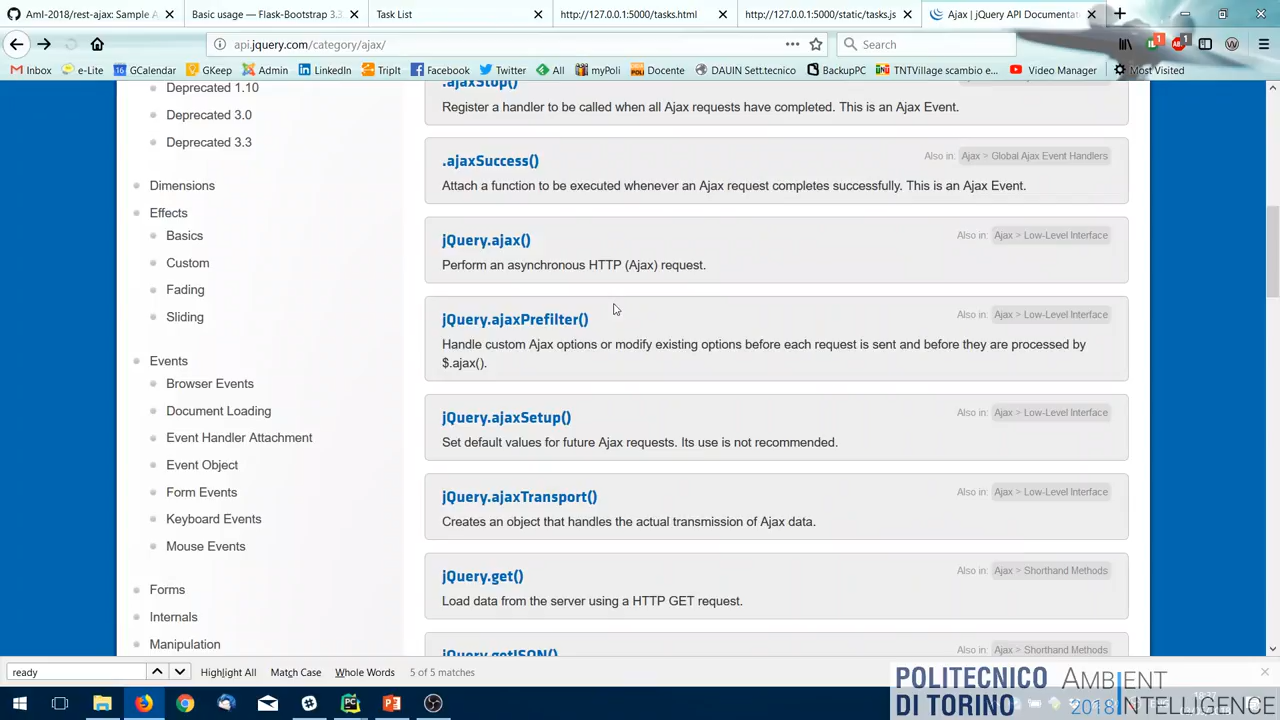 AmI-2018/rest-ajax: Sample A
Basic usage — Flask-Bootstrap 3.3.
Task List
http://127.0.0.1:5000/tasks.html
http://127.0.0.1:5000/static/tasks.js
Ajax | jQuery API Documentat
api.jquery.com/category/ajax/
Search
Inbox
e-Lite
GCalendar
GKeep
Admin
LinkedIn
TripIt
Facebook
Twitter
All
myPoli
Docente
DAUIN Sett.tecnico
BackupPC
TNTVillage scambio e...
Video Manager
Most Visited
Deprecated 1.10
Deprecated 3.0
Deprecated 3.3
Dimensions
Effects
Basics
Custom
Fading
Sliding
Events
Browser Events
Document Loading
Event Handler Attachment
Event Object
Form Events
Keyboard Events
Mouse Events
Forms
Internals
Manipulation
.ajaxStop()
Register a handler to be called when all Ajax requests have completed. This is an Ajax Event.
.ajaxSuccess()
Also in: Ajax > Global Ajax Event Handlers
Attach a function to be executed whenever an Ajax request completes successfully. This is an Ajax Event.
jQuery.ajax()
Also in: Ajax > Low-Level Interface
Perform an asynchronous HTTP (Ajax) request.
jQuery.ajaxPrefilter()
Also in: Ajax > Low-Level Interface
Handle custom Ajax options or modify existing options before each request is sent and before they are processed by
$.ajax().
jQuery.ajaxSetup()
Also in: Ajax > Low-Level Interface
Set default values for future Ajax requests. Its use is not recommended.
jQuery.ajaxTransport()
Also in: Ajax > Low-Level Interface
Creates an object that handles the actual transmission of Ajax data.
jQuery.get()
Also in: Ajax > Shorthand Methods
Load data from the server using a HTTP GET request.
jQuery.getJSON()
Also in: Ajax > Shorthand Methods
ready
Highlight All
Match Case
Whole Words
5 of 5 matches
POLITECNICO
DI TORINO
AMBIENT
2018 INTELLIGENCE